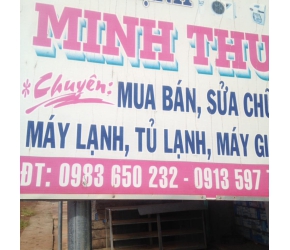 MINH THU
* Chuyên: MUA BÁN, SỬA
MÁY LẠNH, TỦ LẠNH, MÁY
ĐT: 0983 650 232 - 0913 597